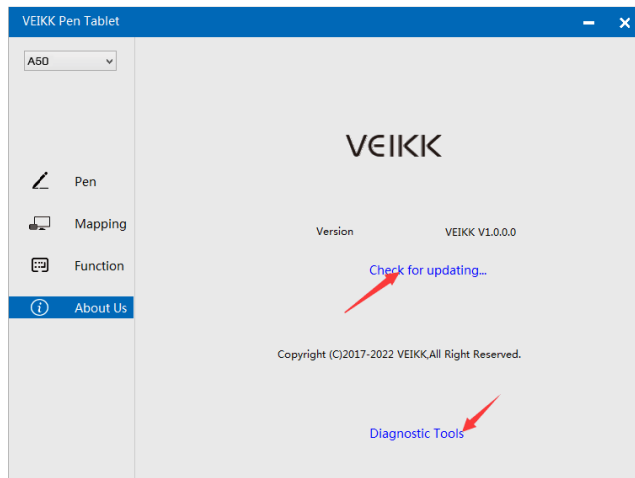 VEIKK Pen Tablet
A50
Pen
Mapping
Function
About Us
VEIKK
Version VEIKK V1.0.0.0
Check for updating...
Copyright (C)2017-2022 VEIKK,All Right Reserved.
Diagnostic Tools